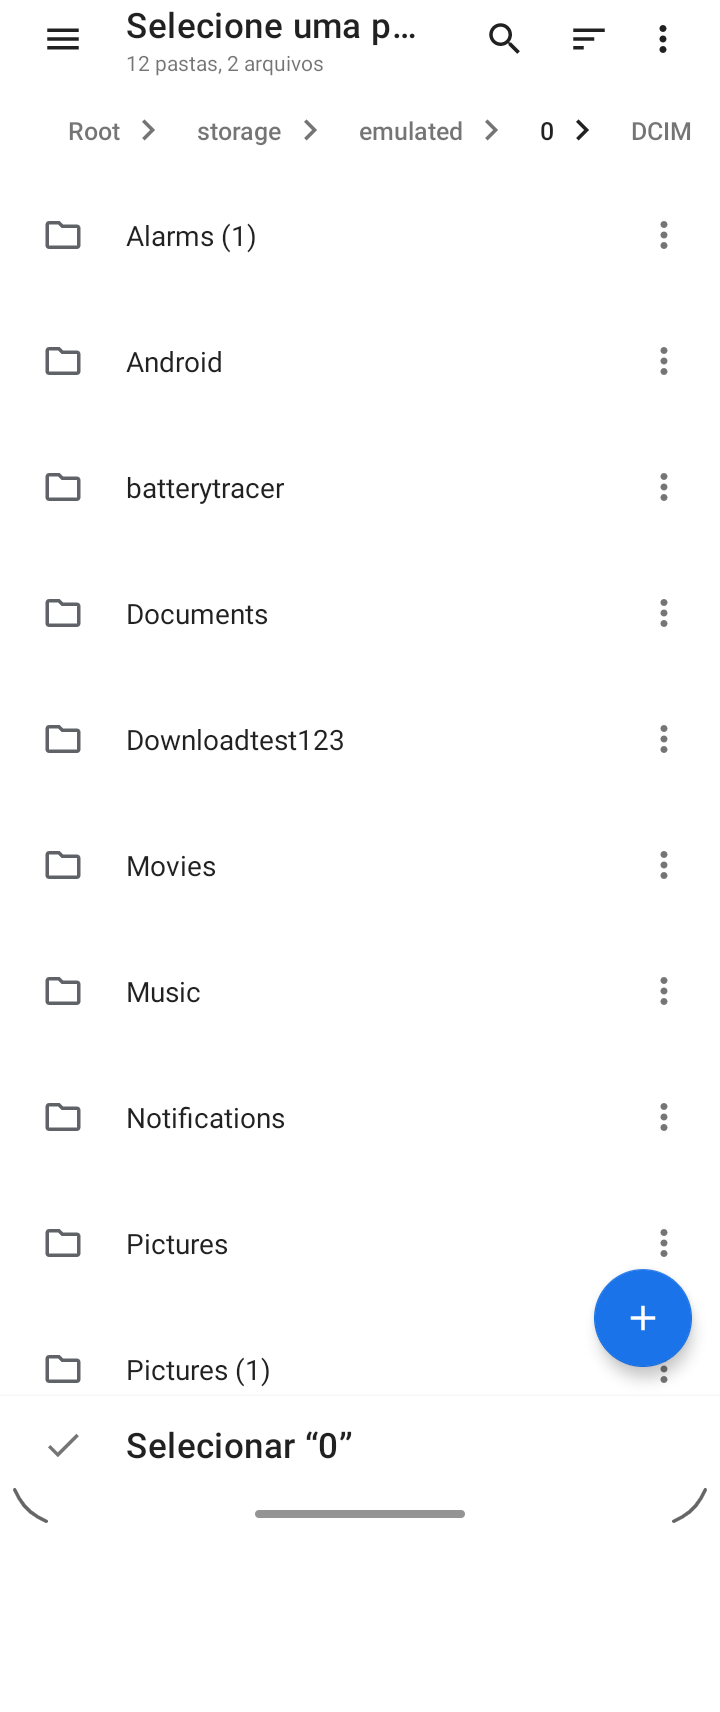 Selecione uma p...
12 pastas, 2 arquivos
Root storage emulated 0 DCIM
Alarms (1)
Android
batterytracer
Documents
Downloadtest123
Movies
Music
Notifications
Pictures
Pictures (1)
Selecionar “0”